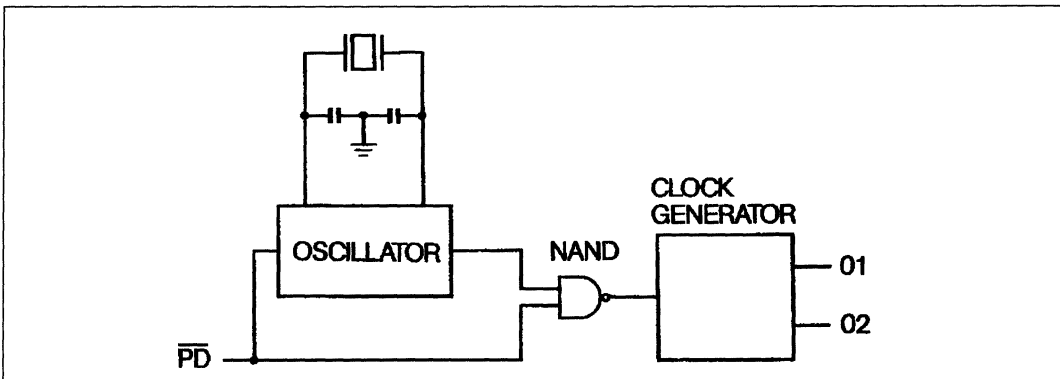 CLOCK
GENERATOR
OSCILLATOR
NAND
01
02
PD